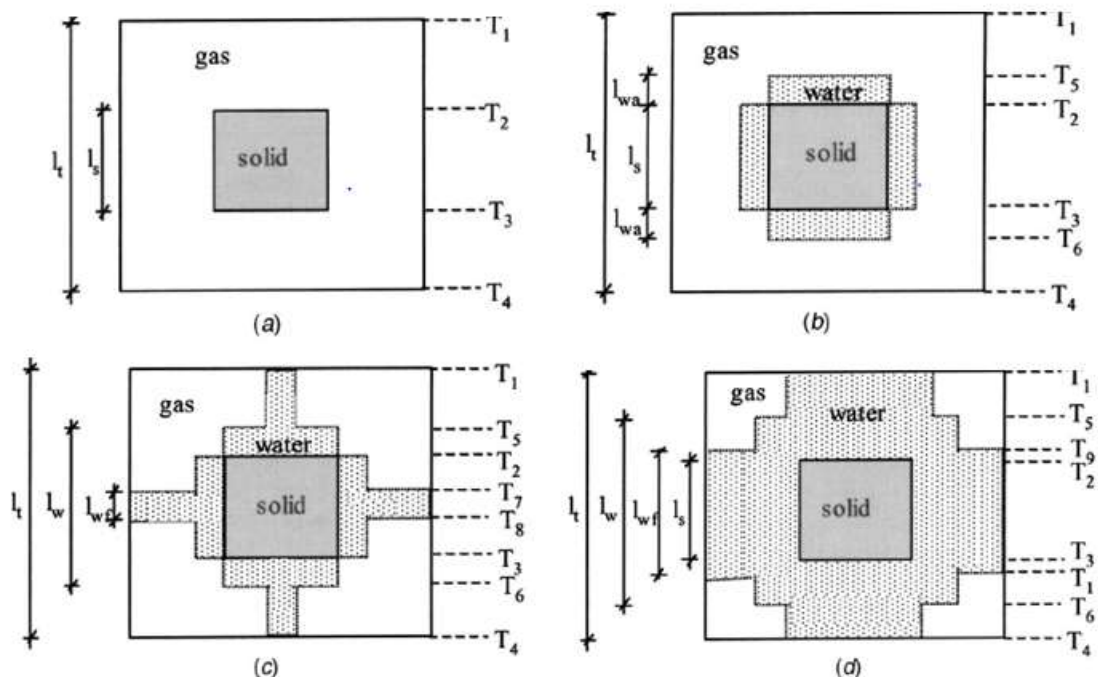 T1
gas
T2
lt
ls
solid
T3
T4
(a)
T1
gas
T5
lwa
water
T2
lt
ls
solid
T3
lwa
T6
T4
(b)
T1
gas
T5
water
T2
lt
lw
lwf
T7
solid
T8
T3
T6
T4
(c)
T1
gas
water
T5
T9
T2
lt
lw
lwf
ls
solid
T3
T1
T6
T4
(d)